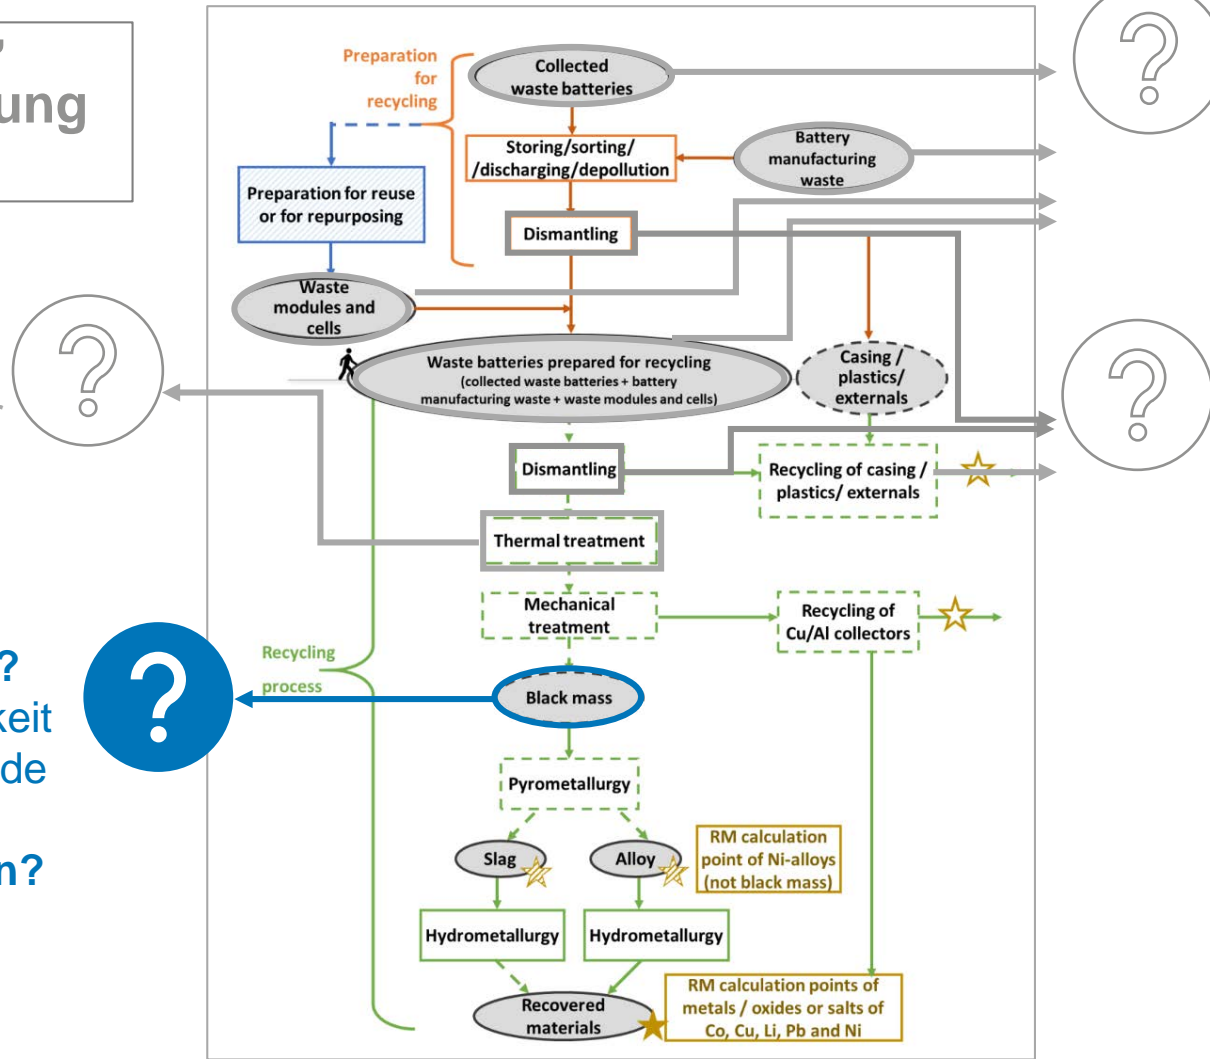 ung
Preparation
for
recycling
Collected
waste batteries
Storing/sorting/
/discharging/depollution
Battery
manufacturing
waste
Preparation for reuse
or for repurposing
Dismantling
Waste
modules and
cells
Waste batteries prepared for recycling
(collected waste batteries + battery
manufacturing waste + waste modules and cells)
Casing /
plastics/
externals
?
?
?
Dismantling
Recycling of casing /
plastics/ externals
Thermal treatment
Mechanical
treatment
Recycling of
Cu/Al collectors
Recycling
process
?
keit
de
n?
?
Black mass
Pyrometallurgy
Slag
Alloy
RM calculation
point of Ni-alloys
(not black mass)
Hydrometallurgy
Hydrometallurgy
Recovered
materials
RM calculation points of
metals / oxides or salts of
Co, Cu, Li, Pb and Ni